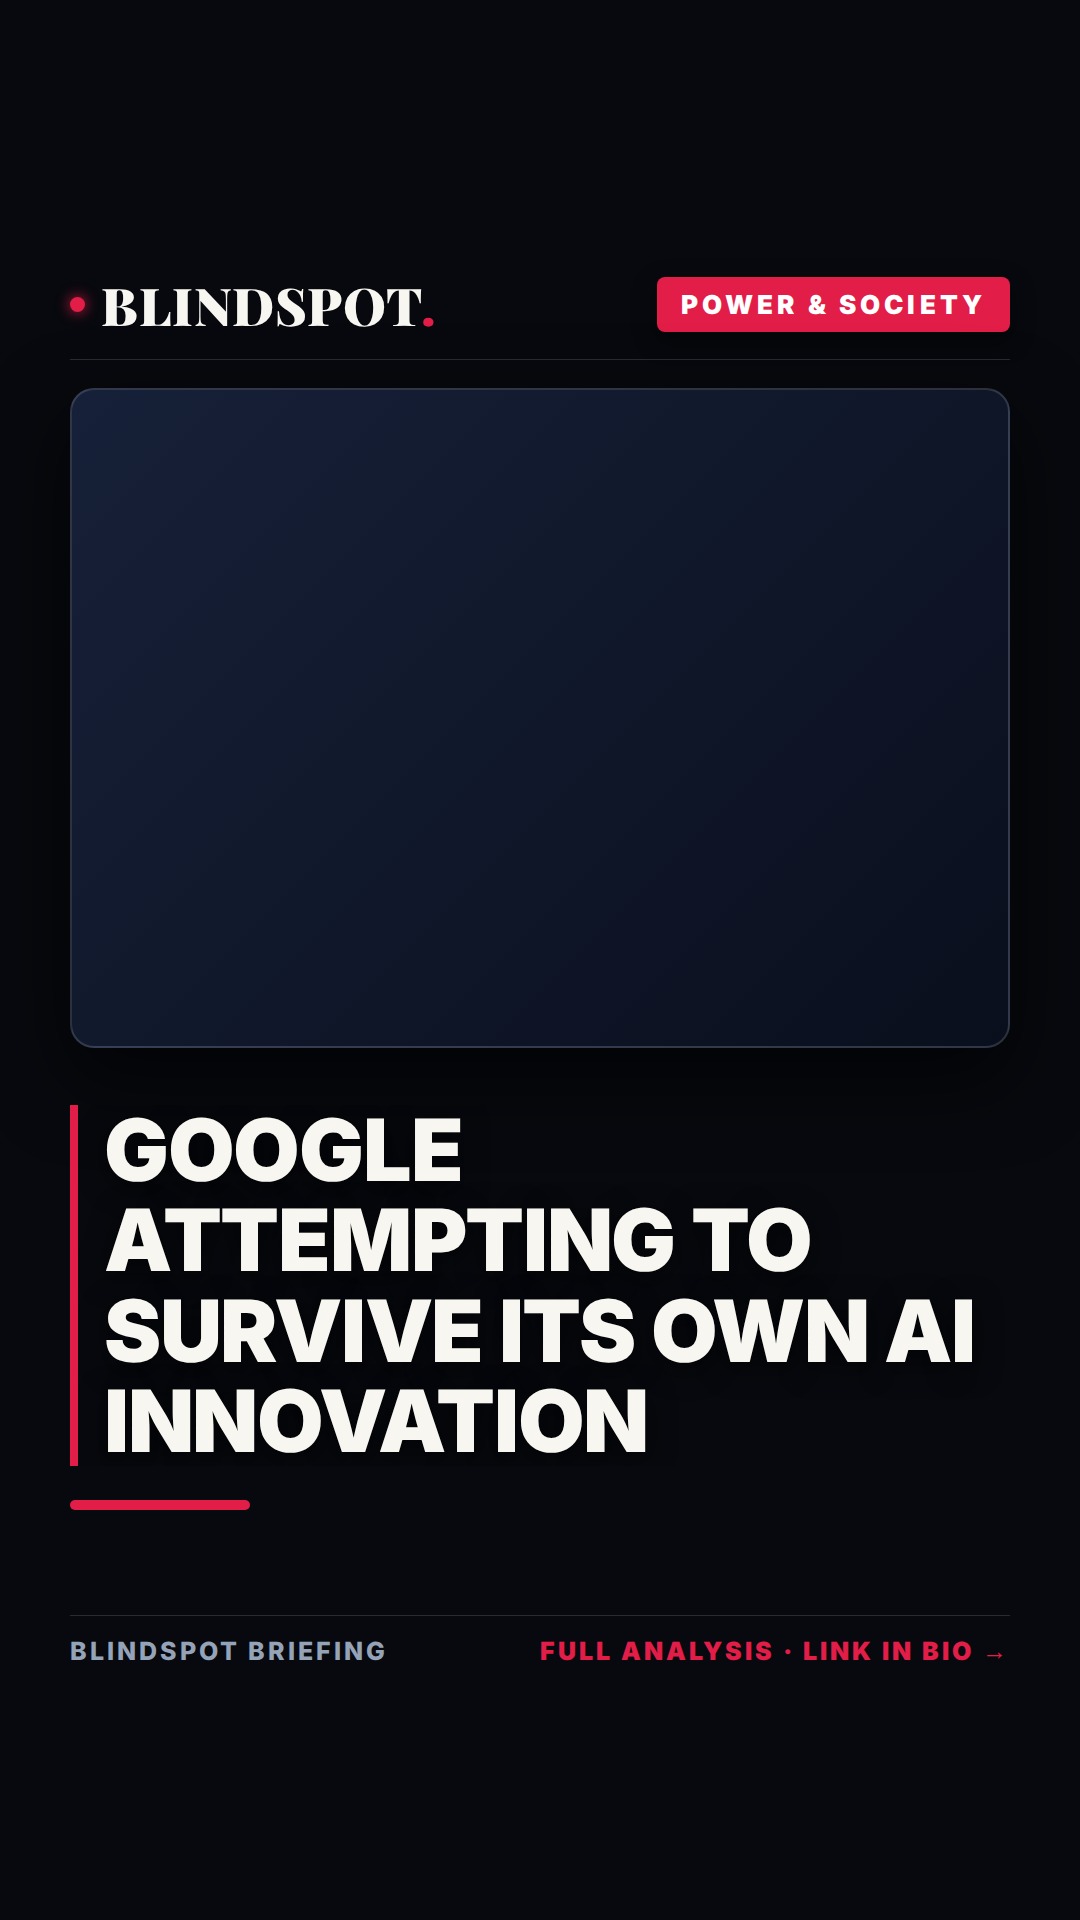 BLINDSPOT.
POWER & SOCIETY
GOOGLE
ATTEMPTING TO
SURVIVE ITS OWN AI
INNOVATION
BLINDSPOT BRIEFING
FULL ANALYSIS · LINK IN BIO →